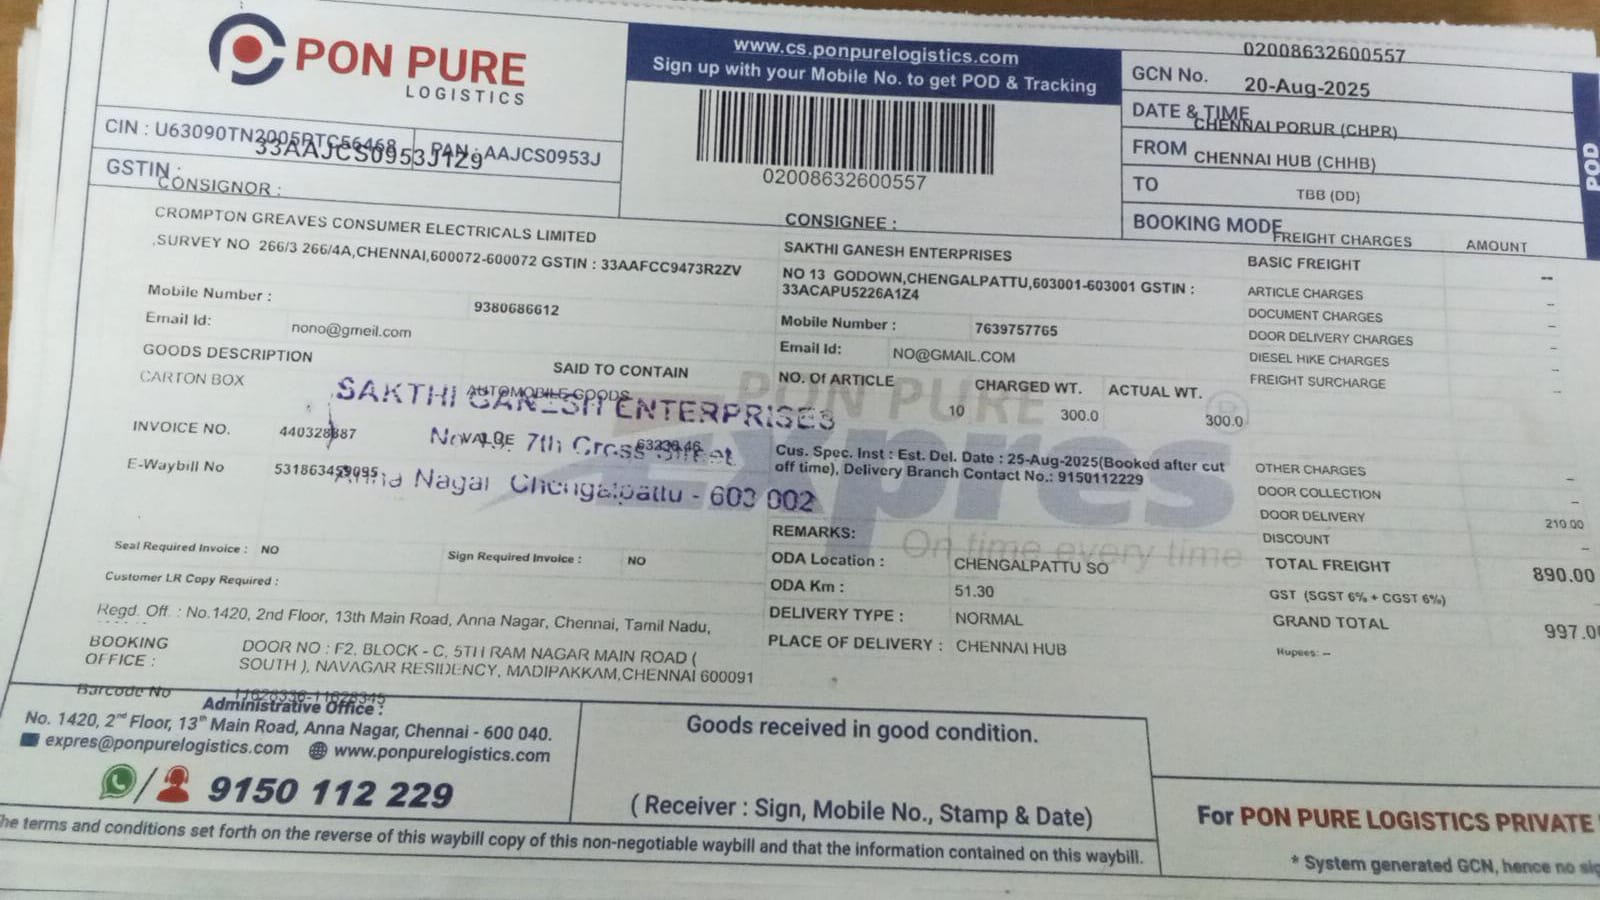 PON PURE
LOGISTICS
CIN : U63090TN2005PTC56468 PAN : AAJCS0953J
33AAJCS0953J1Z9
GSTIN :
www.cs.ponpurelogistics.com
Sign up with your Mobile No. to get POD & Tracking
02008632600557
02008632600557
GCN No.
20-Aug-2025
DATE & TIME
CHENNAI,PORUR (CHPR)
FROM
CHENNAI HUB (CHHB)
TO
TBB (DD)
BOOKING MODE
POD
CONSIGNOR :
CROMPTON GREAVES CONSUMER ELECTRICALS LIMITED
,SURVEY NO 266/3 266/4A,CHENNAI,600072-600072 GSTIN : 33AAFCC9473R2ZV
Mobile Number : 9380686612
Email Id: nono@gmeil.com
GOODS DESCRIPTION SAID TO CONTAIN
CARTON BOX AUTOMOBILE GOODS
INVOICE NO. 440328887 VALUE
E-Waybill No
SAKTHI GANESH ENTERPRISES
7th Cross Street
Anna Nagar Chengalpattu - 603 002
Seal Required Invoice : NO Sign Required Invoice : NO
Customer LR Copy Required :
Regd. Off. : No.1420, 2nd Floor, 13th Main Road, Anna Nagar, Chennai, Tamil Nadu,
BOOKING OFFICE : DOOR NO : F2, BLOCK - C, 5TH RAM NAGAR MAIN ROAD (
SOUTH ), NAVAGAR RESIDENCY, MADIPAKKAM,CHENNAI 600091
Barcode No 11628336-11628345
CONSIGNEE :
SAKTHI GANESH ENTERPRISES
NO 13 GODOWN,CHENGALPATTU,603001-603001 GSTIN :
33ACAPU5226A1Z4
Mobile Number : 7639757765
Email Id: NO@GMAIL.COM
NO. Of ARTICLE CHARGED WT. ACTUAL WT.
10 300.0 300.0
PON PURE
Expres
On time every time
Cus. Spec. Inst : Est. Del. Date : 25-Aug-2025(Booked after cut
off time), Delivery Branch Contact No.: 9150112229
REMARKS:
ODA Location : CHENGALPATTU SO
ODA Km : 51.30
DELIVERY TYPE : NORMAL
PLACE OF DELIVERY : CHENNAI HUB
FREIGHT CHARGES AMOUNT
BASIC FREIGHT --
ARTICLE CHARGES --
DOCUMENT CHARGES --
DOOR DELIVERY CHARGES --
DIESEL HIKE CHARGES --
FREIGHT SURCHARGE --
OTHER CHARGES --
DOOR COLLECTION --
DOOR DELIVERY 210.00
DISCOUNT --
TOTAL FREIGHT 890.00
GST (SGST 6% + CGST 6%)
GRAND TOTAL 997.0
Rupees: --
Administrative Office :
No. 1420, 2nd Floor, 13th Main Road, Anna Nagar, Chennai - 600 040.
expres@ponpurelogistics.com www.ponpurelogistics.com
9150 112 229
Goods received in good condition.
( Receiver : Sign, Mobile No., Stamp & Date)
For PON PURE LOGISTICS PRIVATE
* System generated GCN, hence no sig
The terms and conditions set forth on the reverse of this waybill copy of this non-negotiable waybill and that the information contained on this waybill.